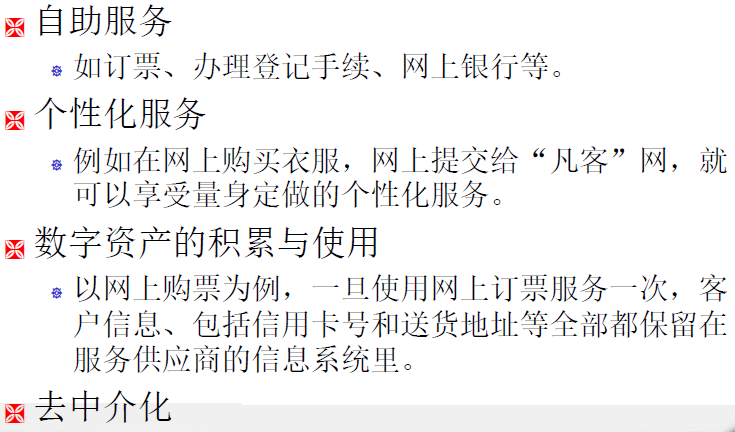 自助服务
如订票、办理登记手续、网上银行等。
个性化服务
例如在网上购买衣服，网上提交给“凡客”网，就
可以享受量身定做的个性化服务。
数字资产的积累与使用
以网上购票为例，一旦使用网上订票服务一次，客
户信息、包括信用卡号和送货地址等全部都保留在
服务供应商的信息系统里。
去中介化